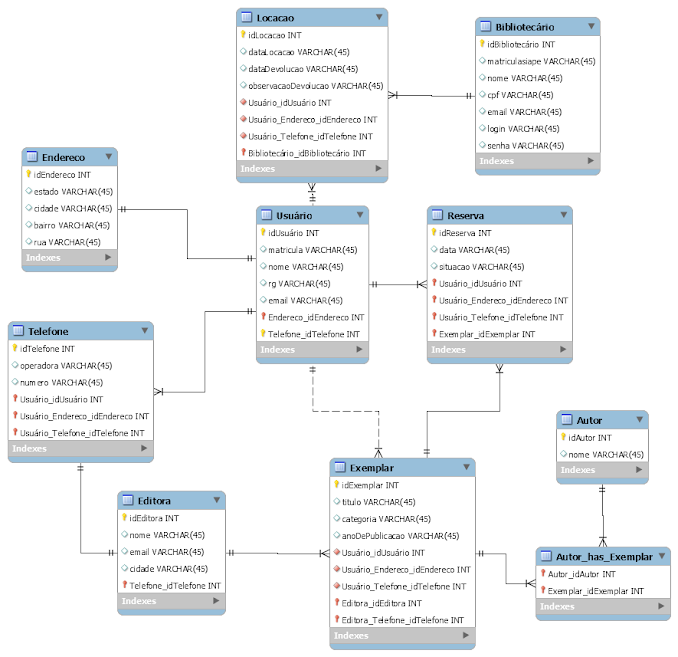 Locacao
idLocacao INT
dataLocacao VARCHAR(45)
dataDevolucao VARCHAR(45)
observacaoDevolucao VARCHAR(45)
Usuário_idUsuário INT
Usuário_Endereco_idEndereco INT
Usuário_Telefone_idTelefone INT
Bibliotecário_idBibliotecário INT
Indexes
Bibliotecário
idBibliotecário INT
matriculasiape VARCHAR(45)
nome VARCHAR(45)
cpf VARCHAR(45)
email VARCHAR(45)
login VARCHAR(45)
senha VARCHAR(45)
Indexes
Endereco
idEndereco INT
estado VARCHAR(45)
cidade VARCHAR(45)
bairro VARCHAR(45)
rua VARCHAR(45)
Indexes
Usuário
idUsuário INT
matricula VARCHAR(45)
nome VARCHAR(45)
rg VARCHAR(45)
email VARCHAR(45)
Endereco_idEndereco INT
Telefone_idTelefone INT
Indexes
Reserva
idReserva INT
data VARCHAR(45)
situacao VARCHAR(45)
Usuário_idUsuário INT
Usuário_Endereco_idEndereco INT
Usuário_Telefone_idTelefone INT
Exemplar_idExemplar INT
Indexes
Telefone
idTelefone INT
operadora VARCHAR(45)
numero VARCHAR(45)
Usuário_idUsuário INT
Usuário_Endereco_idEndereco INT
Usuário_Telefone_idTelefone INT
Indexes
Autor
idAutor INT
nome VARCHAR(45)
Indexes
Editora
idEditora INT
nome VARCHAR(45)
email VARCHAR(45)
cidade VARCHAR(45)
Telefone_idTelefone INT
Indexes
Exemplar
idExemplar INT
titulo VARCHAR(45)
categoria VARCHAR(45)
anoDePublicacao VARCHAR(45)
Usuário_idUsuário INT
Usuário_Endereco_idEndereco INT
Usuário_Telefone_idTelefone INT
Editora_idEditora INT
Editora_Telefone_idTelefone INT
Indexes
Autor_has_Exemplar
Autor_idAutor INT
Exemplar_idExemplar INT
Indexes